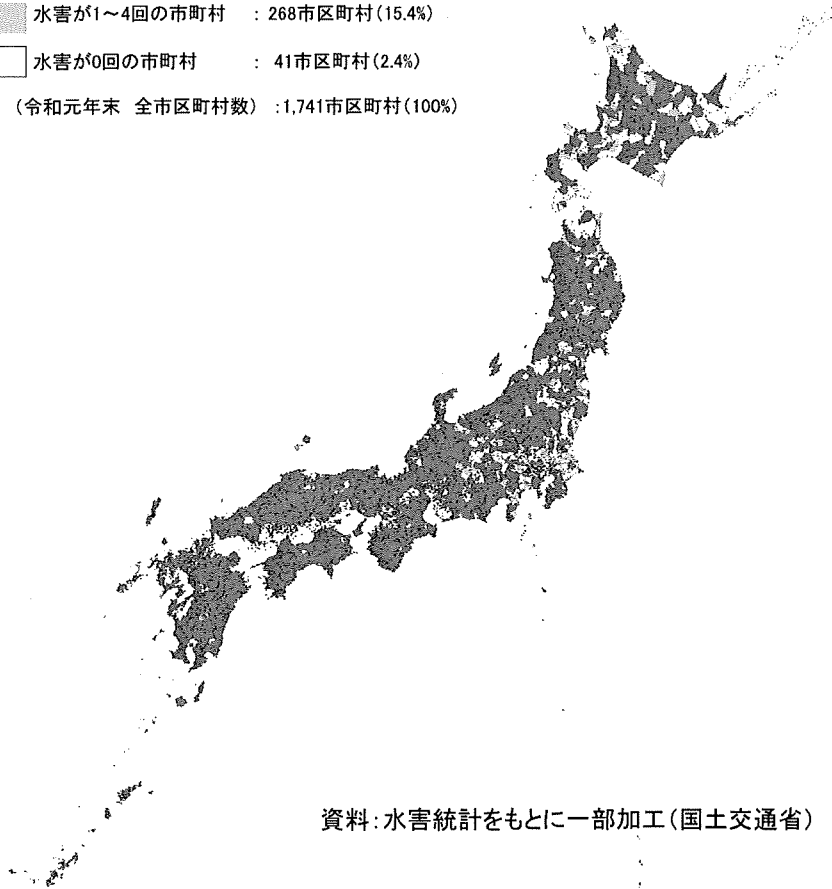 水害が1～4回の市町村 : 268市区町村(15.4%)
水害が0回の市町村 : 41市区町村(2.4%)
(令和元年末 全市区町村数) :1,741市区町村(100%)
資料:水害統計をもとに一部加工(国土交通省)